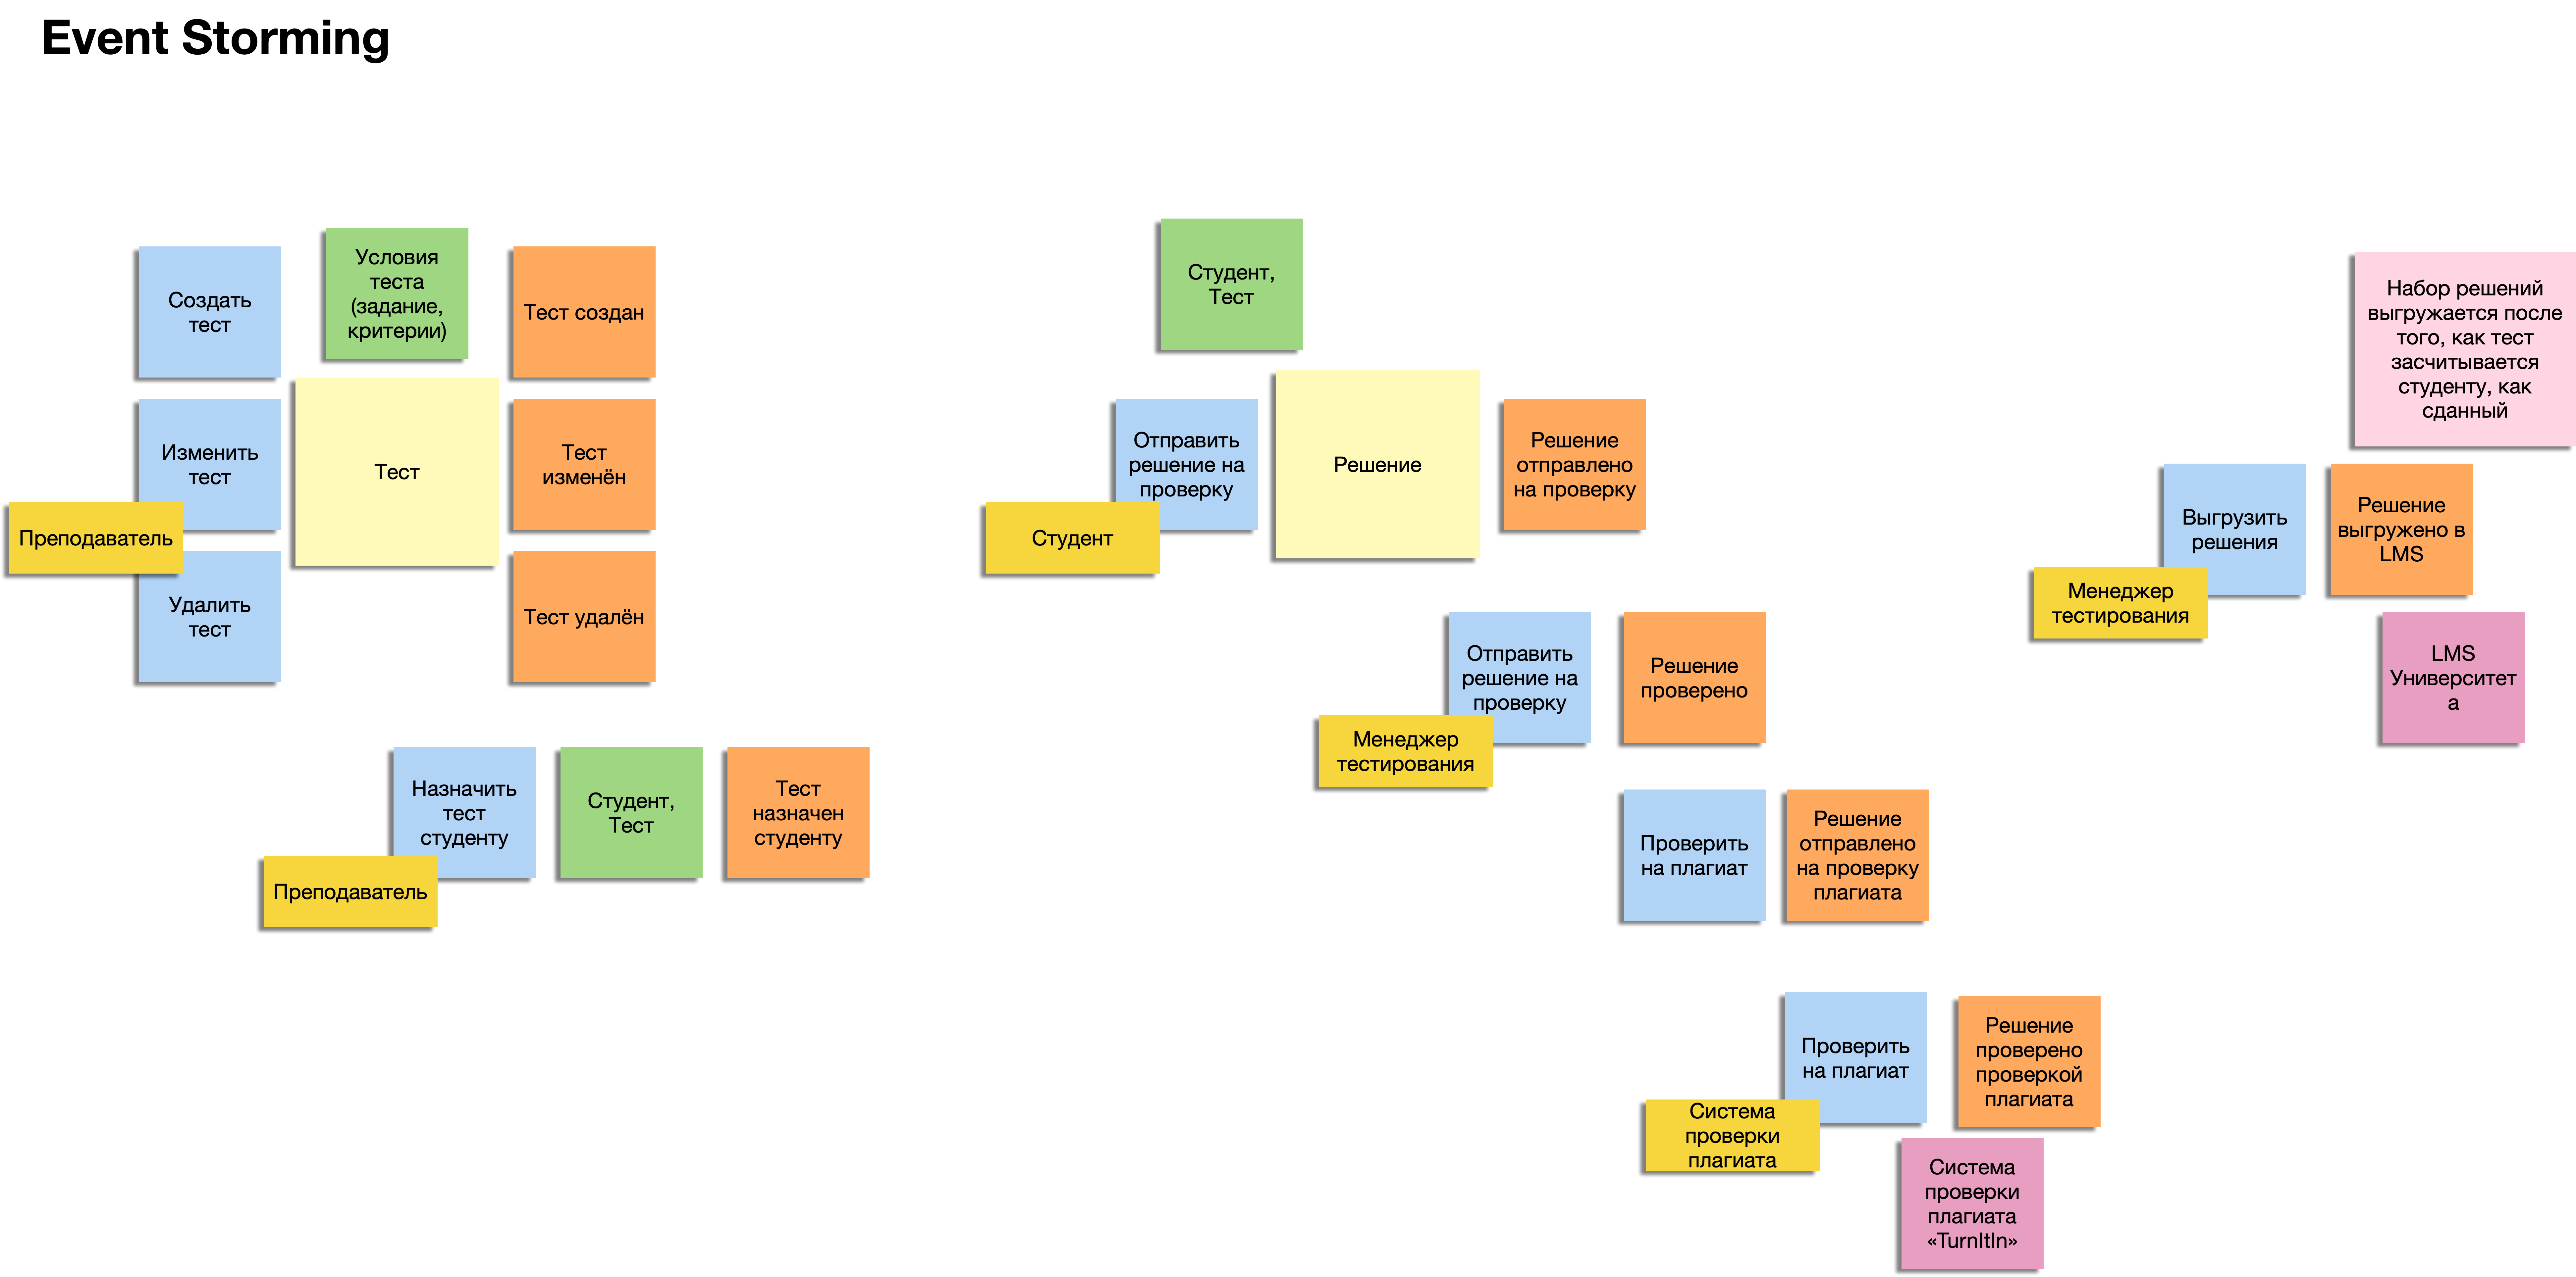 Event Storming
Создать
тест
Условия
теста
(задание,
критерии)
Тест создан
Изменить
тест
Тест
Тест
изменён
Преподаватель
Удалить
тест
Тест удалён
Назначить
тест
студенту
Студент,
Тест
Тест
назначен
студенту
Преподаватель
Студент,
Тест
Отправить
решение на
проверку
Решение
Решение
отправлено
на проверку
Студент
Отправить
решение на
проверку
Решение
проверено
Менеджер
тестирования
Проверить
на плагиат
Решение
отправлено
на проверку
плагиата
Проверить
на плагиат
Решение
проверено
проверкой
плагиата
Система
проверки
плагиата
Система
проверки
плагиата
«TurnItIn»
Набор решений
выгружается после
того, как тест
засчитывается
студенту, как
сданный
Выгрузить
решения
Решение
выгружено в
LMS
Менеджер
тестирования
LMS
Университет
а